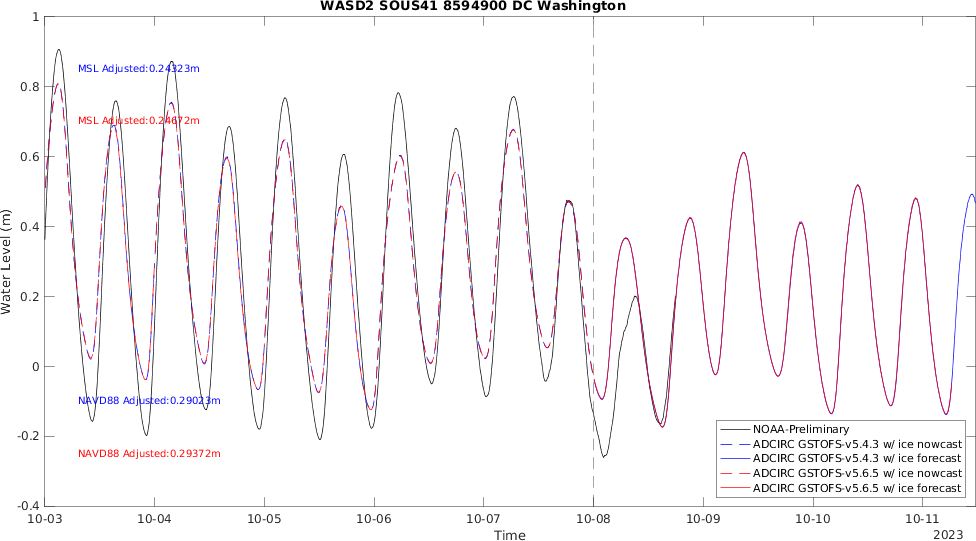 WASD2 SOUS41 8594900 DC Washington
1
0.8
0.6
0.4
0.2
0
-0.2
-0.4
Water Level (m)
MSL Adjusted:0.24323m
MSL Adjusted:0.24672m
NAVD88 Adjusted:0.29023m
NAVD88 Adjusted:0.29372m
NOAA-Preliminary
ADCIRC GSTOFS-v5.4.3 w/ ice nowcast
ADCIRC GSTOFS-v5.4.3 w/ ice forecast
ADCIRC GSTOFS-v5.6.5 w/ ice nowcast
ADCIRC GSTOFS-v5.6.5 w/ ice forecast
10-03 10-04 10-05 10-06 10-07 10-08 10-09 10-10 10-11
Time
2023